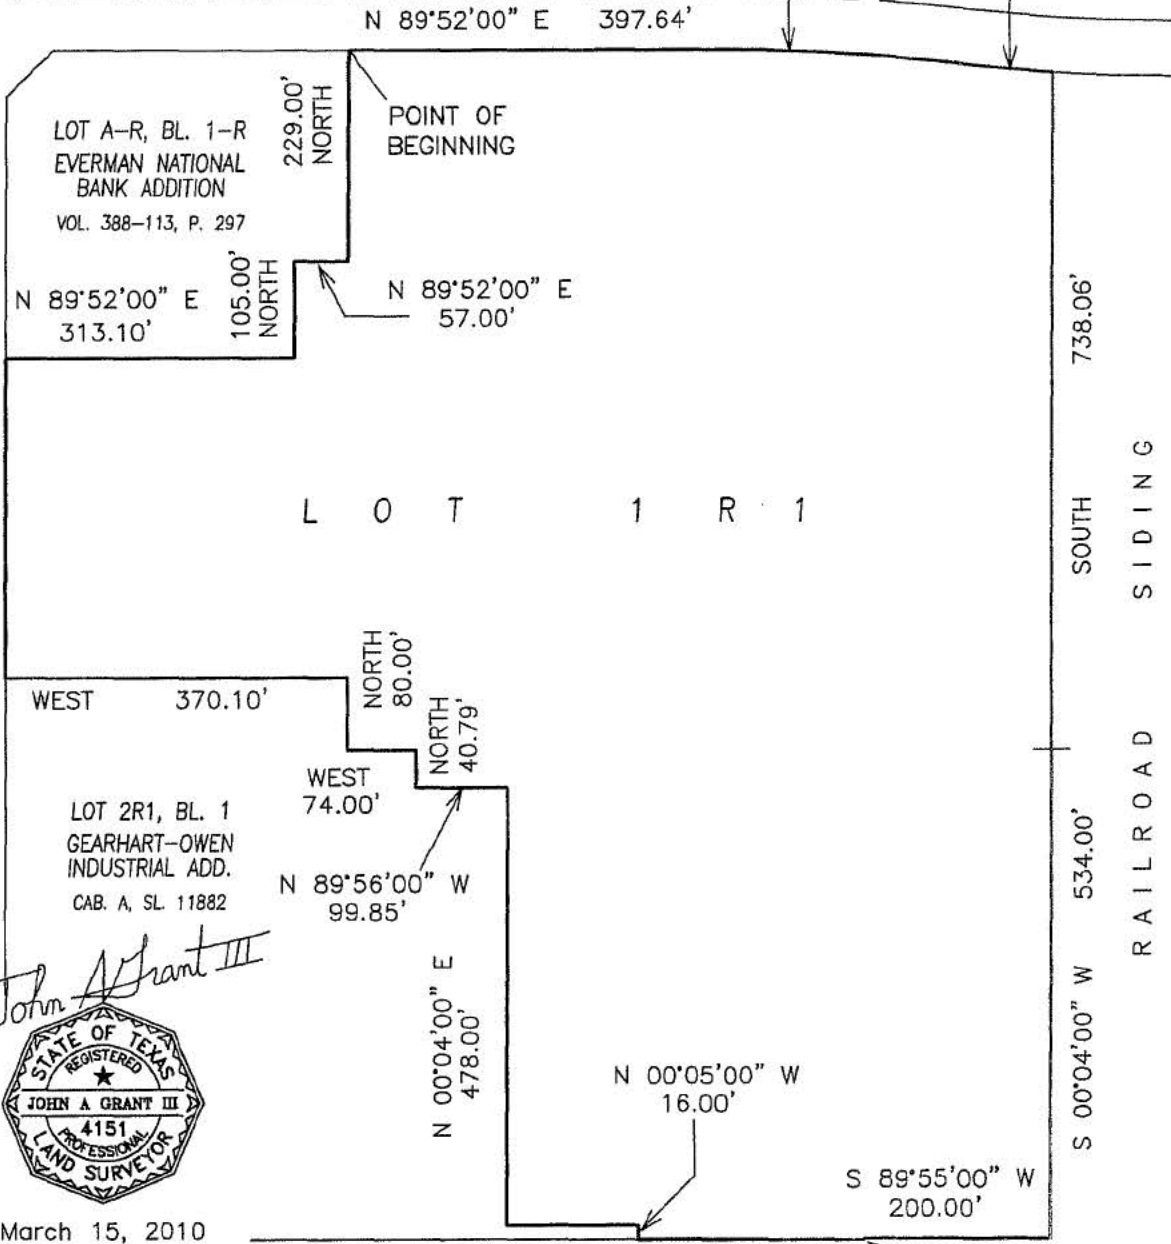 N 89°52'00" E 397.64'
POINT OF
BEGINNING
229.00'
NORTH
LOT A-R, BL. 1-R
EVERMAN NATIONAL
BANK ADDITION
VOL. 388-113, P. 297
105.00'
NORTH
N 89°52'00" E
313.10'
N 89°52'00" E
57.00'
738.06'
SOUTH
LOT 1R1
RAILROAD SIDING
WEST 370.10'
NORTH
80.00'
NORTH
40.79'
WEST
74.00'
LOT 2R1, BL. 1
GEARHART-OWEN
INDUSTRIAL ADD.
CAB. A, SL. 11882
N 89°56'00" W
99.85'
S 00°04'00" W 534.00'
N 00°04'00" E
478.00'
John A Grant III
STATE OF TEXAS
REGISTERED
JOHN A GRANT III
4151
PROFESSIONAL
LAND SURVEYOR
N 00°05'00" W
16.00'
S 89°55'00" W
200.00'
March 15, 2010